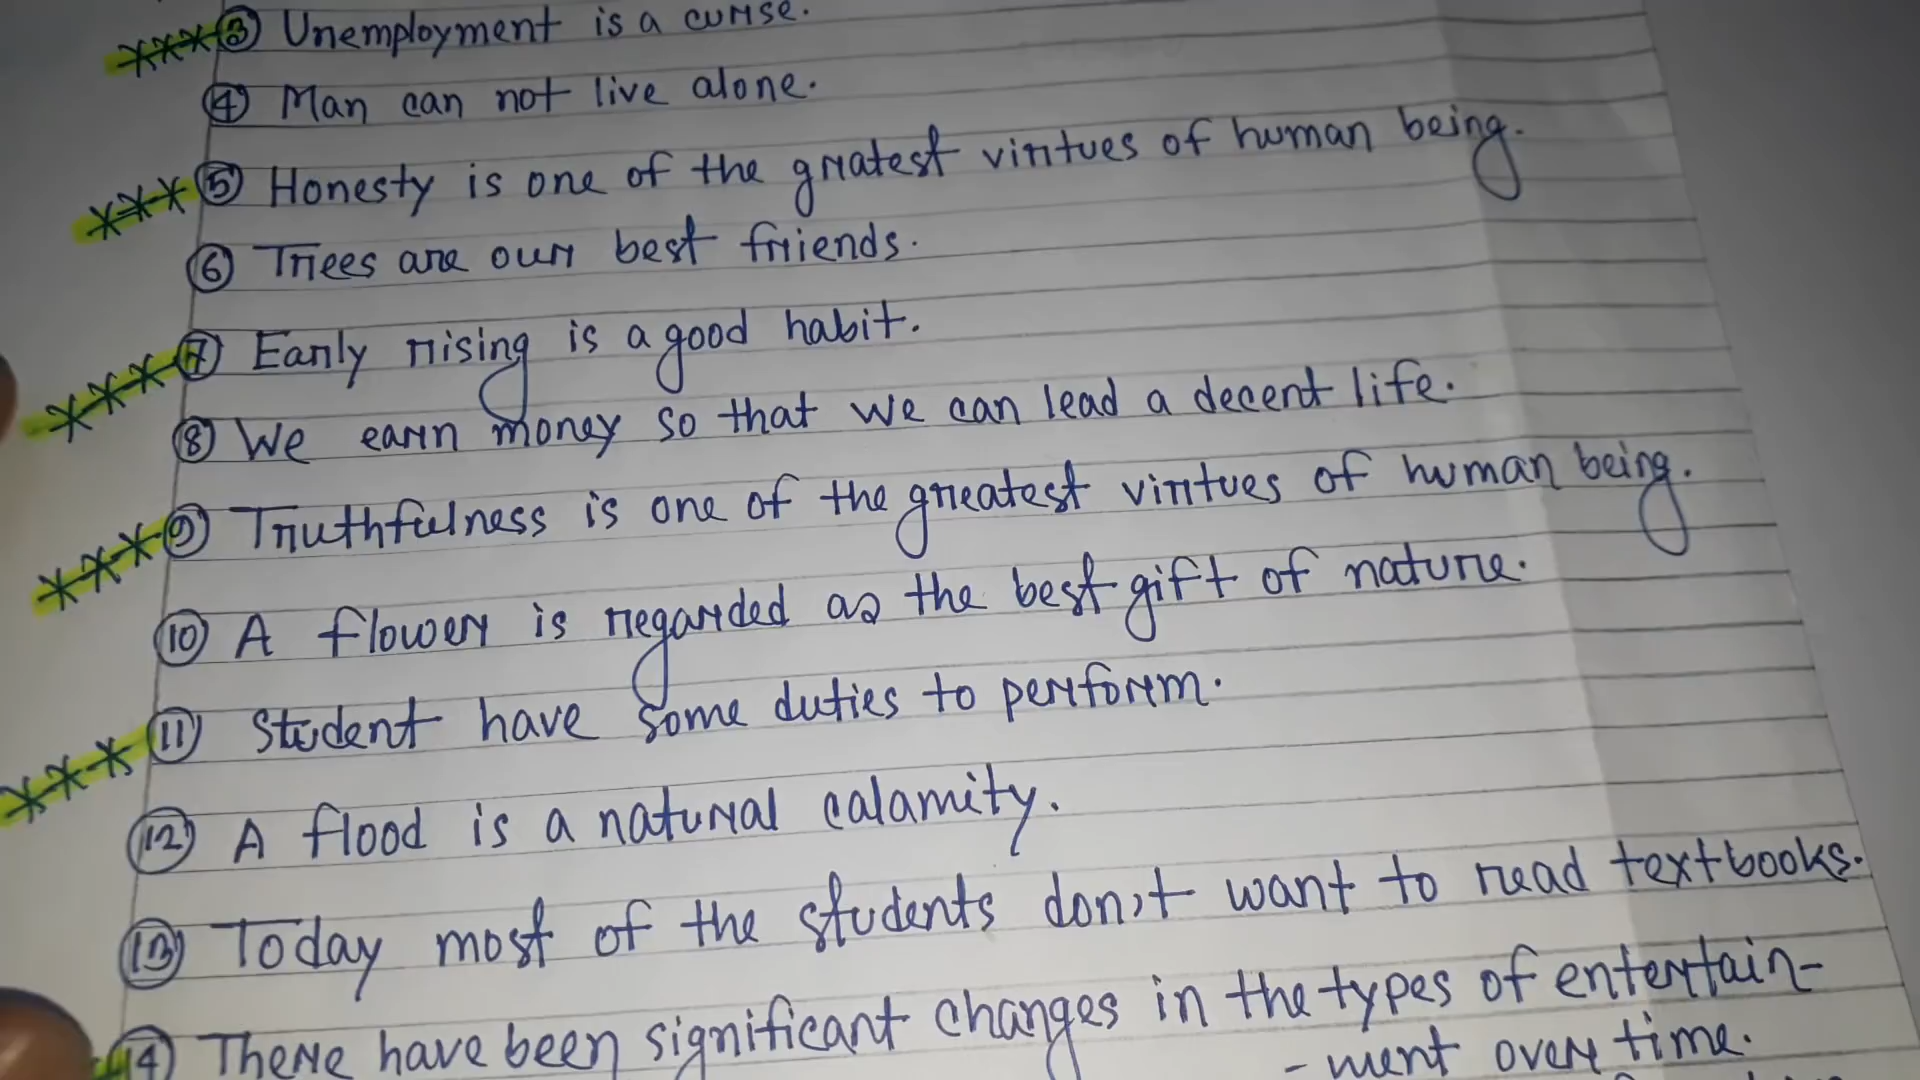 *** ③ Unemployment is a curse.
④ Man can not live alone.
*** ⑤ Honesty is one of the gratest virtues of human being.
⑥ Trees are our best friends.
*** ⑦ Early rising is a good habit.
⑧ We earn money so that we can lead a decent life.
*** ⑨ Truthfulness is one of the greatest virtues of human being.
⑩ A flower is regarded as the best gift of nature.
*** ⑪ Student have some duties to perform.
⑫ A flood is a natural calamity.
⑬ Today most of the students don't want to read textbooks.
⑭ There have been significant changes in the types of entertain-
-ment over time.